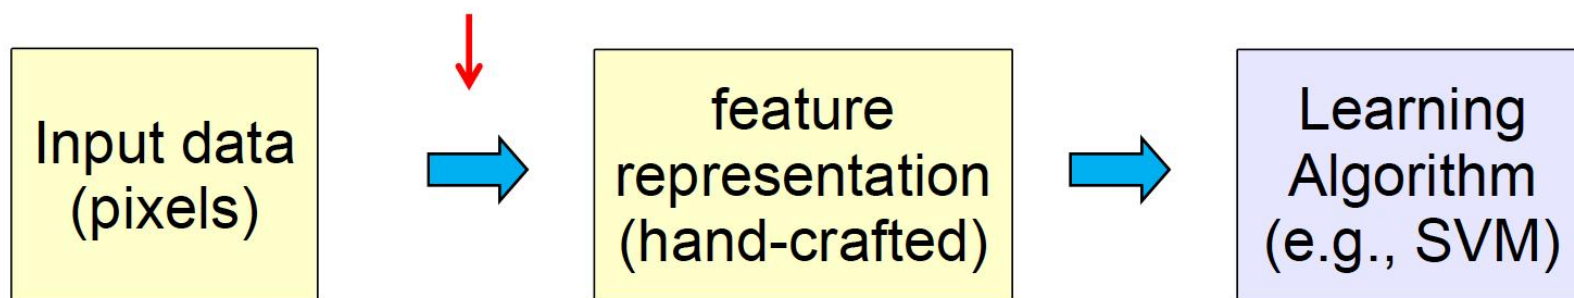 Input data
(pixels)
feature
representation
(hand-crafted)
Learning
Algorithm
(e.g., SVM)